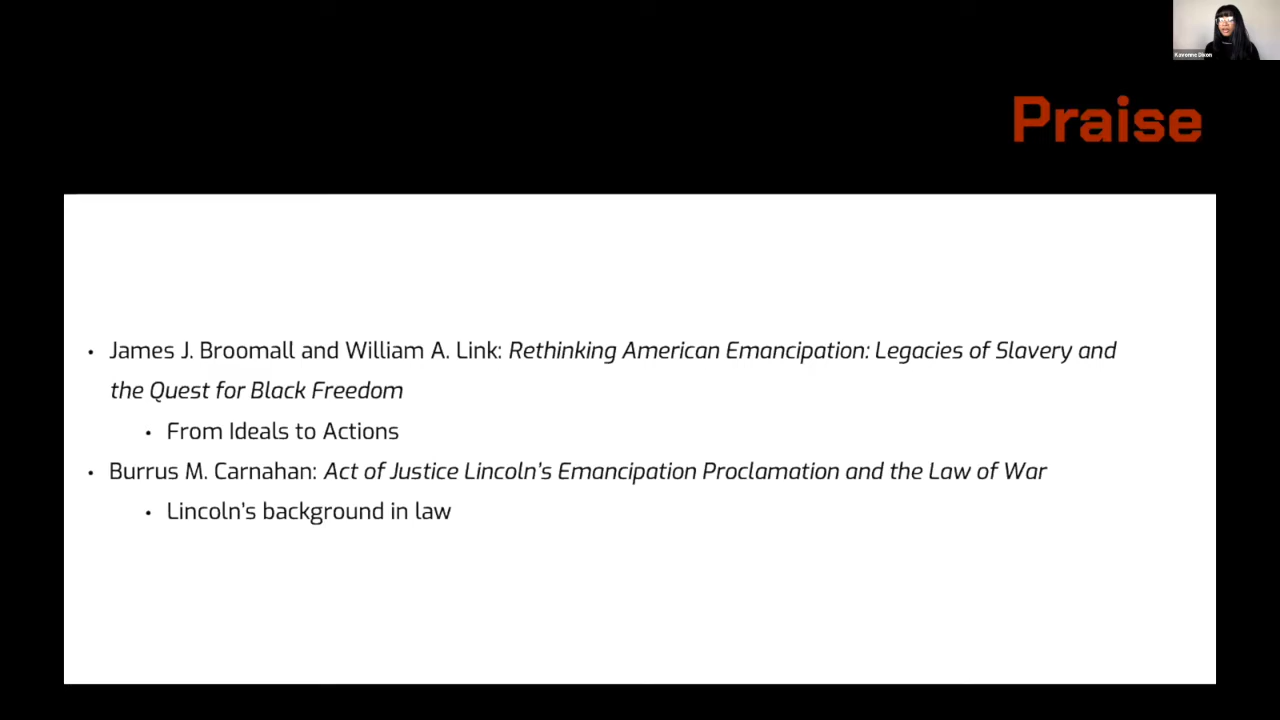 Kavonne Dixon
Praise
• James J. Broomall and William A. Link: Rethinking American Emancipation: Legacies of Slavery and
the Quest for Black Freedom
• From Ideals to Actions
• Burrus M. Carnahan: Act of Justice Lincoln's Emancipation Proclamation and the Law of War
• Lincoln's background in law